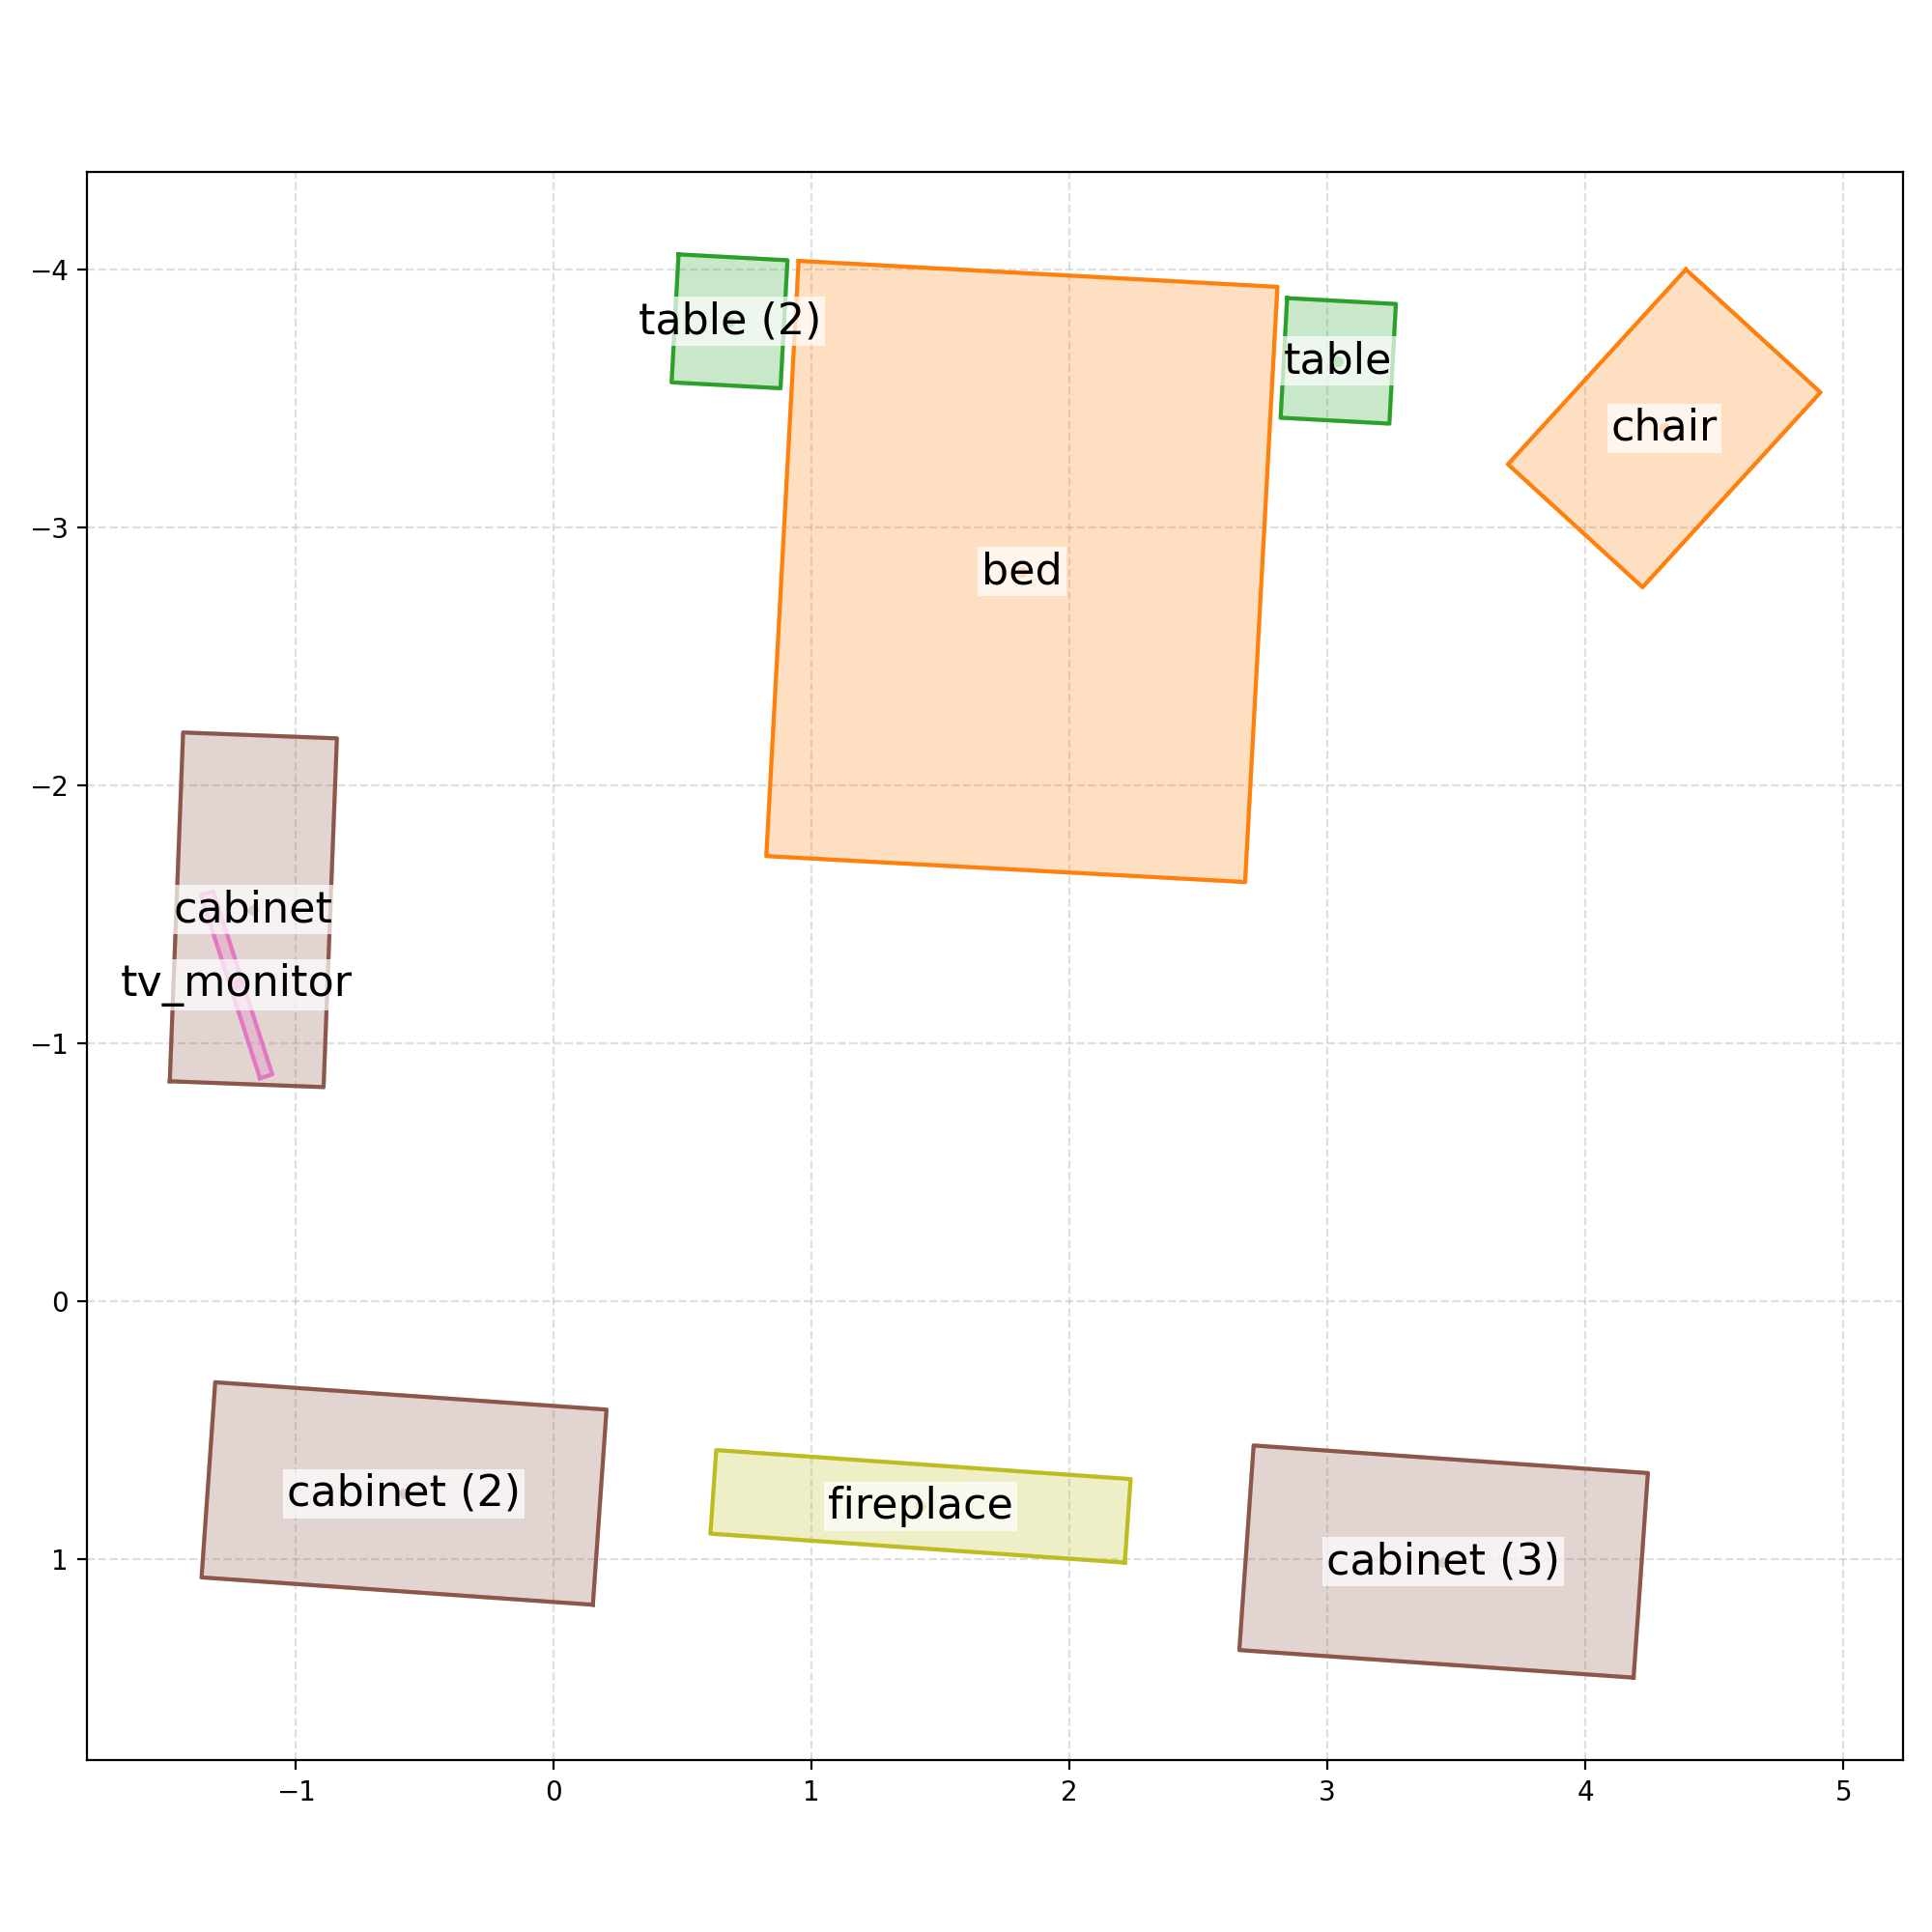 −4
−3
−2
−1
0
1
−1
0
1
2
3
4
5
table (2)
table
chair
bed
cabinet
tv_monitor
cabinet (2)
fireplace
cabinet (3)